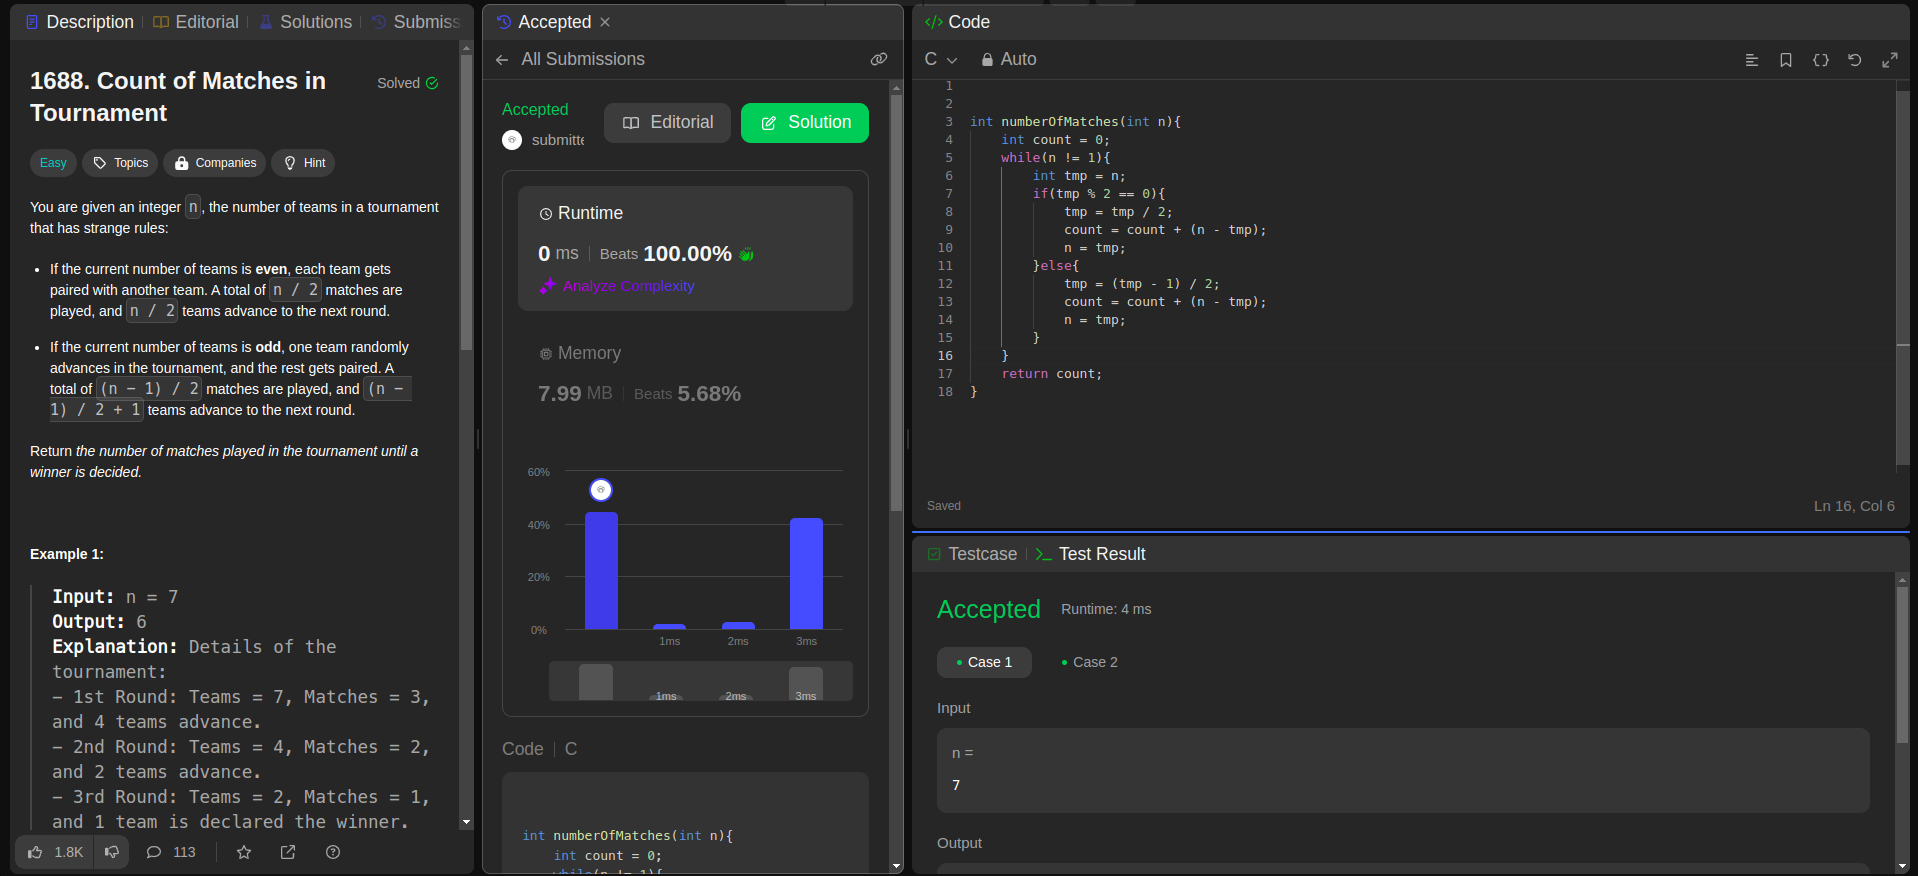 Description | Editorial | Solutions | Submiss
1688. Count of Matches in
Tournament
Solved
Easy Topics Companies Hint
You are given an integer n, the number of teams in a tournament
that has strange rules:
• If the current number of teams is even, each team gets
paired with another team. A total of n / 2 matches are
played, and n / 2 teams advance to the next round.
• If the current number of teams is odd, one team randomly
advances in the tournament, and the rest gets paired. A
total of (n - 1) / 2 matches are played, and (n -
1) / 2 + 1 teams advance to the next round.
Return the number of matches played in the tournament until a
winner is decided.
Example 1:
Input: n = 7
Output: 6
Explanation: Details of the
tournament:
- 1st Round: Teams = 7, Matches = 3,
and 4 teams advance.
- 2nd Round: Teams = 4, Matches = 2,
and 2 teams advance.
- 3rd Round: Teams = 2, Matches = 1,
and 1 team is declared the winner.
1.8K 113
Accepted
All Submissions
Accepted
submitte
Editorial
Solution
Runtime
0 ms | Beats 100.00%
Analyze Complexity
Memory
7.99 MB | Beats 5.68%
60%
40%
20%
0%
1ms 2ms 3ms
1ms 2ms 3ms
Code | C
int numberOfMatches(int n){
    int count = 0;
    while(n != 1){
</> Code
C Auto
1
2
3 int numberOfMatches(int n){
4     int count = 0;
5     while(n != 1){
6         int tmp = n;
7         if(tmp % 2 == 0){
8             tmp = tmp / 2;
9             count = count + (n - tmp);
10             n = tmp;
11         }else{
12             tmp = (tmp - 1) / 2;
13             count = count + (n - tmp);
14             n = tmp;
15         }
16     }
17     return count;
18 }
Saved
Ln 16, Col 6
Testcase | Test Result
Accepted Runtime: 4 ms
• Case 1 • Case 2
Input
n =
7
Output